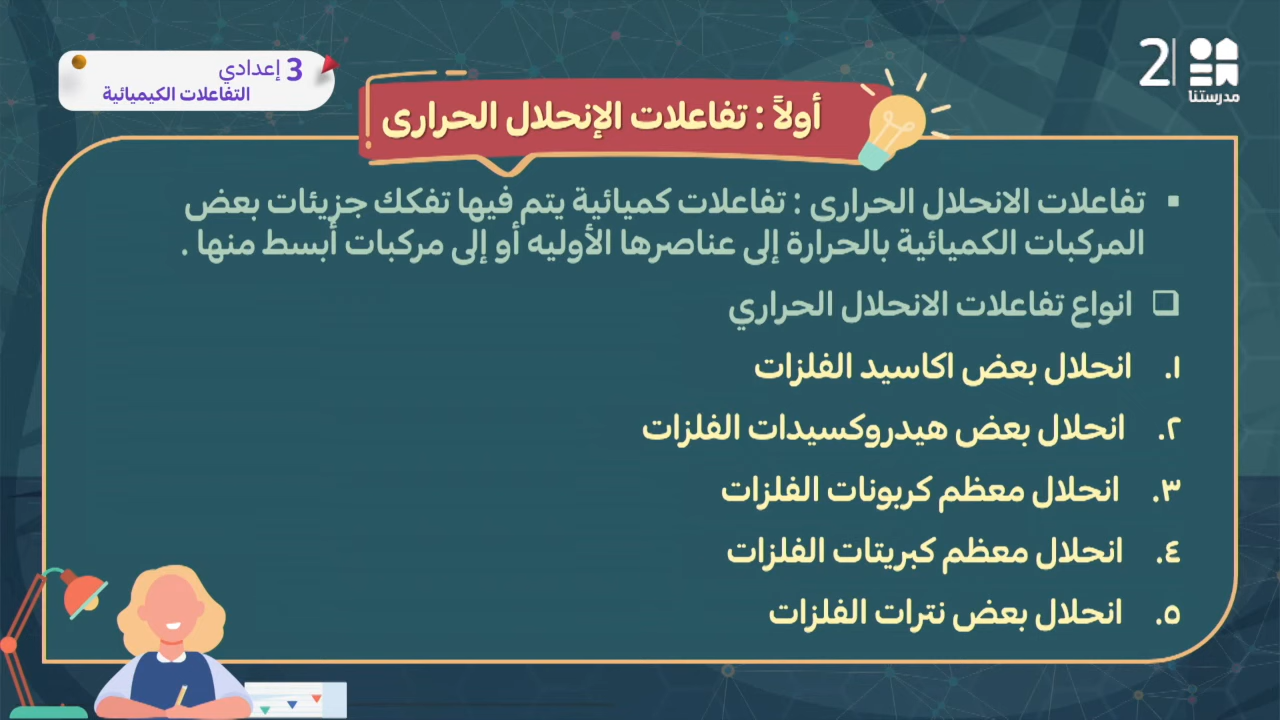 2
مدرستنا
3 إعدادي
التفاعلات الكيميائية
أولاً : تفاعلات الإنحلال الحرارى
▪ تفاعلات الانحلال الحرارى : تفاعلات كميائية يتم فيها تفكك جزيئات بعض
المركبات الكميائية بالحرارة إلى عناصرها الأوليه أو إلى مركبات أبسط منها .
❑ انواع تفاعلات الانحلال الحراري
١. انحلال بعض اكاسيد الفلزات
٢. انحلال بعض هيدروكسيدات الفلزات
٣. انحلال معظم كربونات الفلزات
٤. انحلال معظم كبريتات الفلزات
٥. انحلال بعض نترات الفلزات